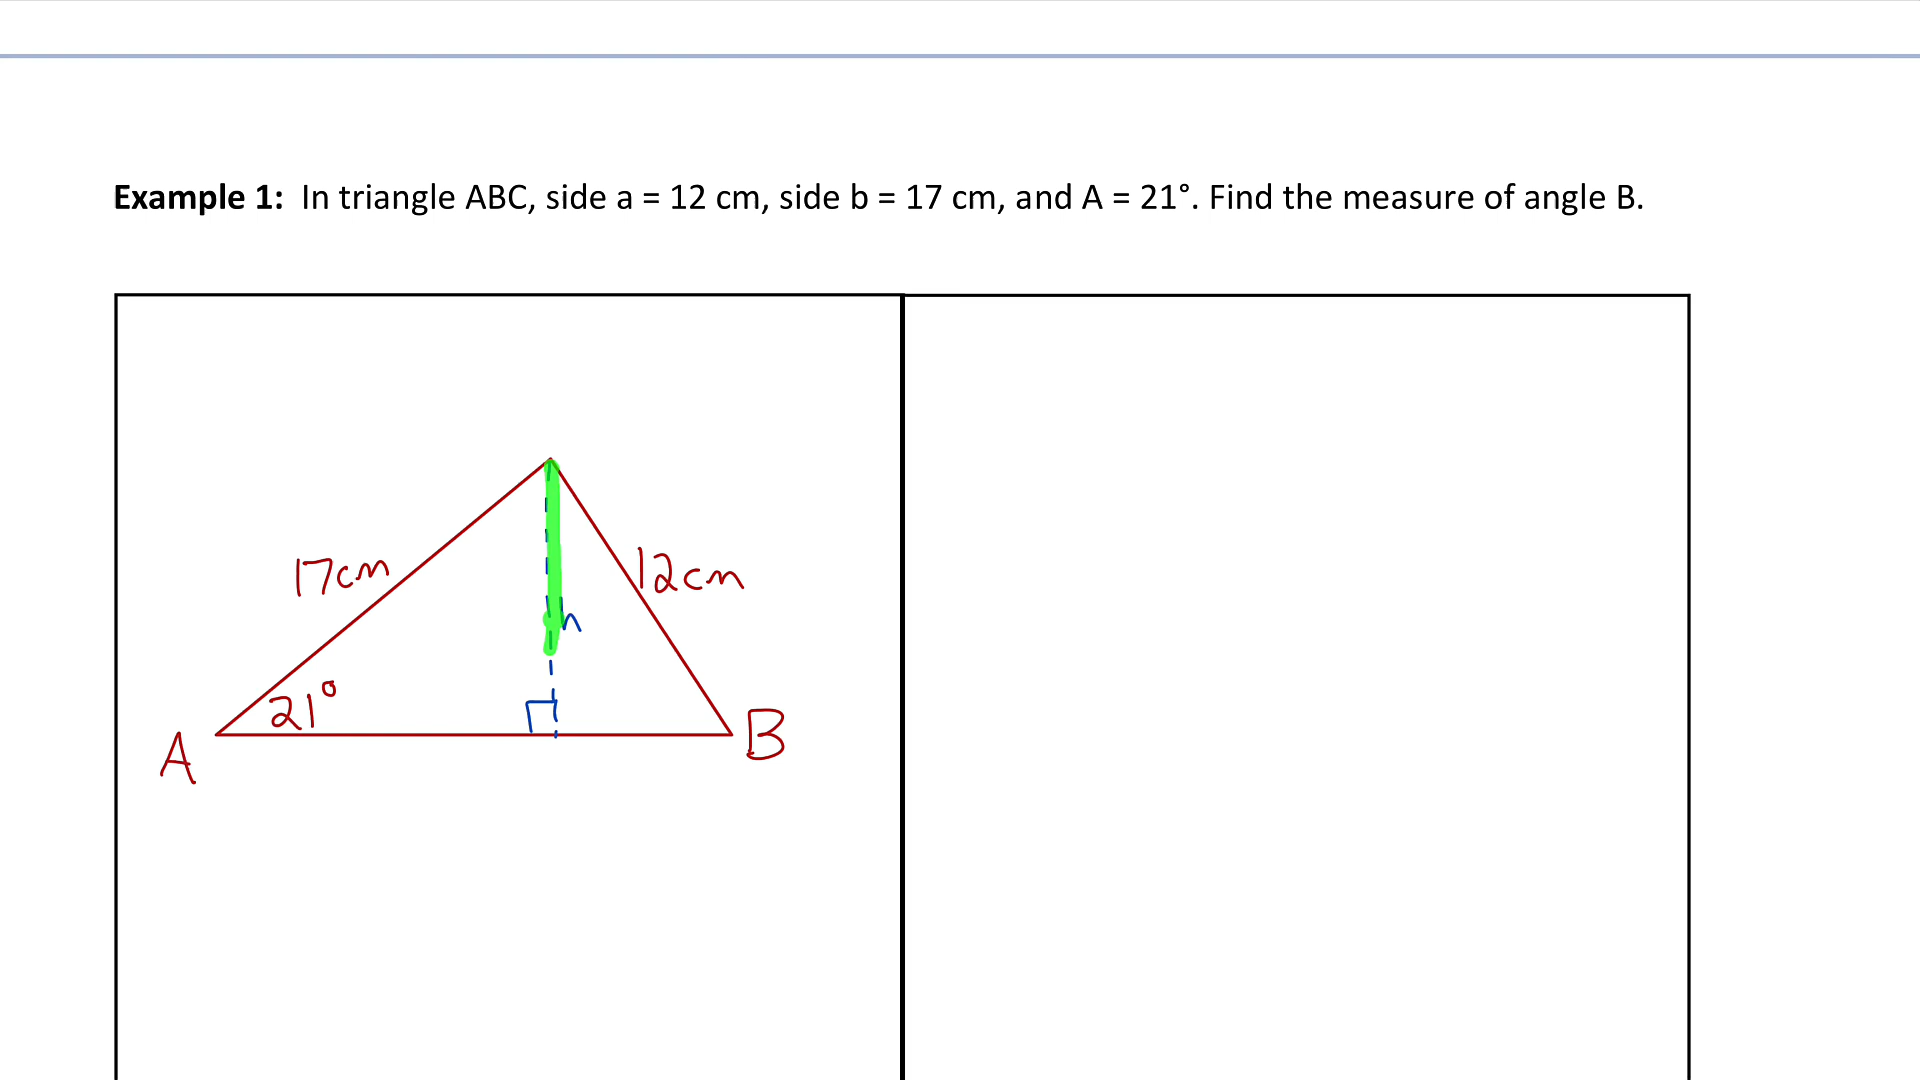 Example 1: In triangle ABC, side a = 12 cm, side b = 17 cm, and A = 21°. Find the measure of angle B.
17cm
12cm
h
21°
A
B